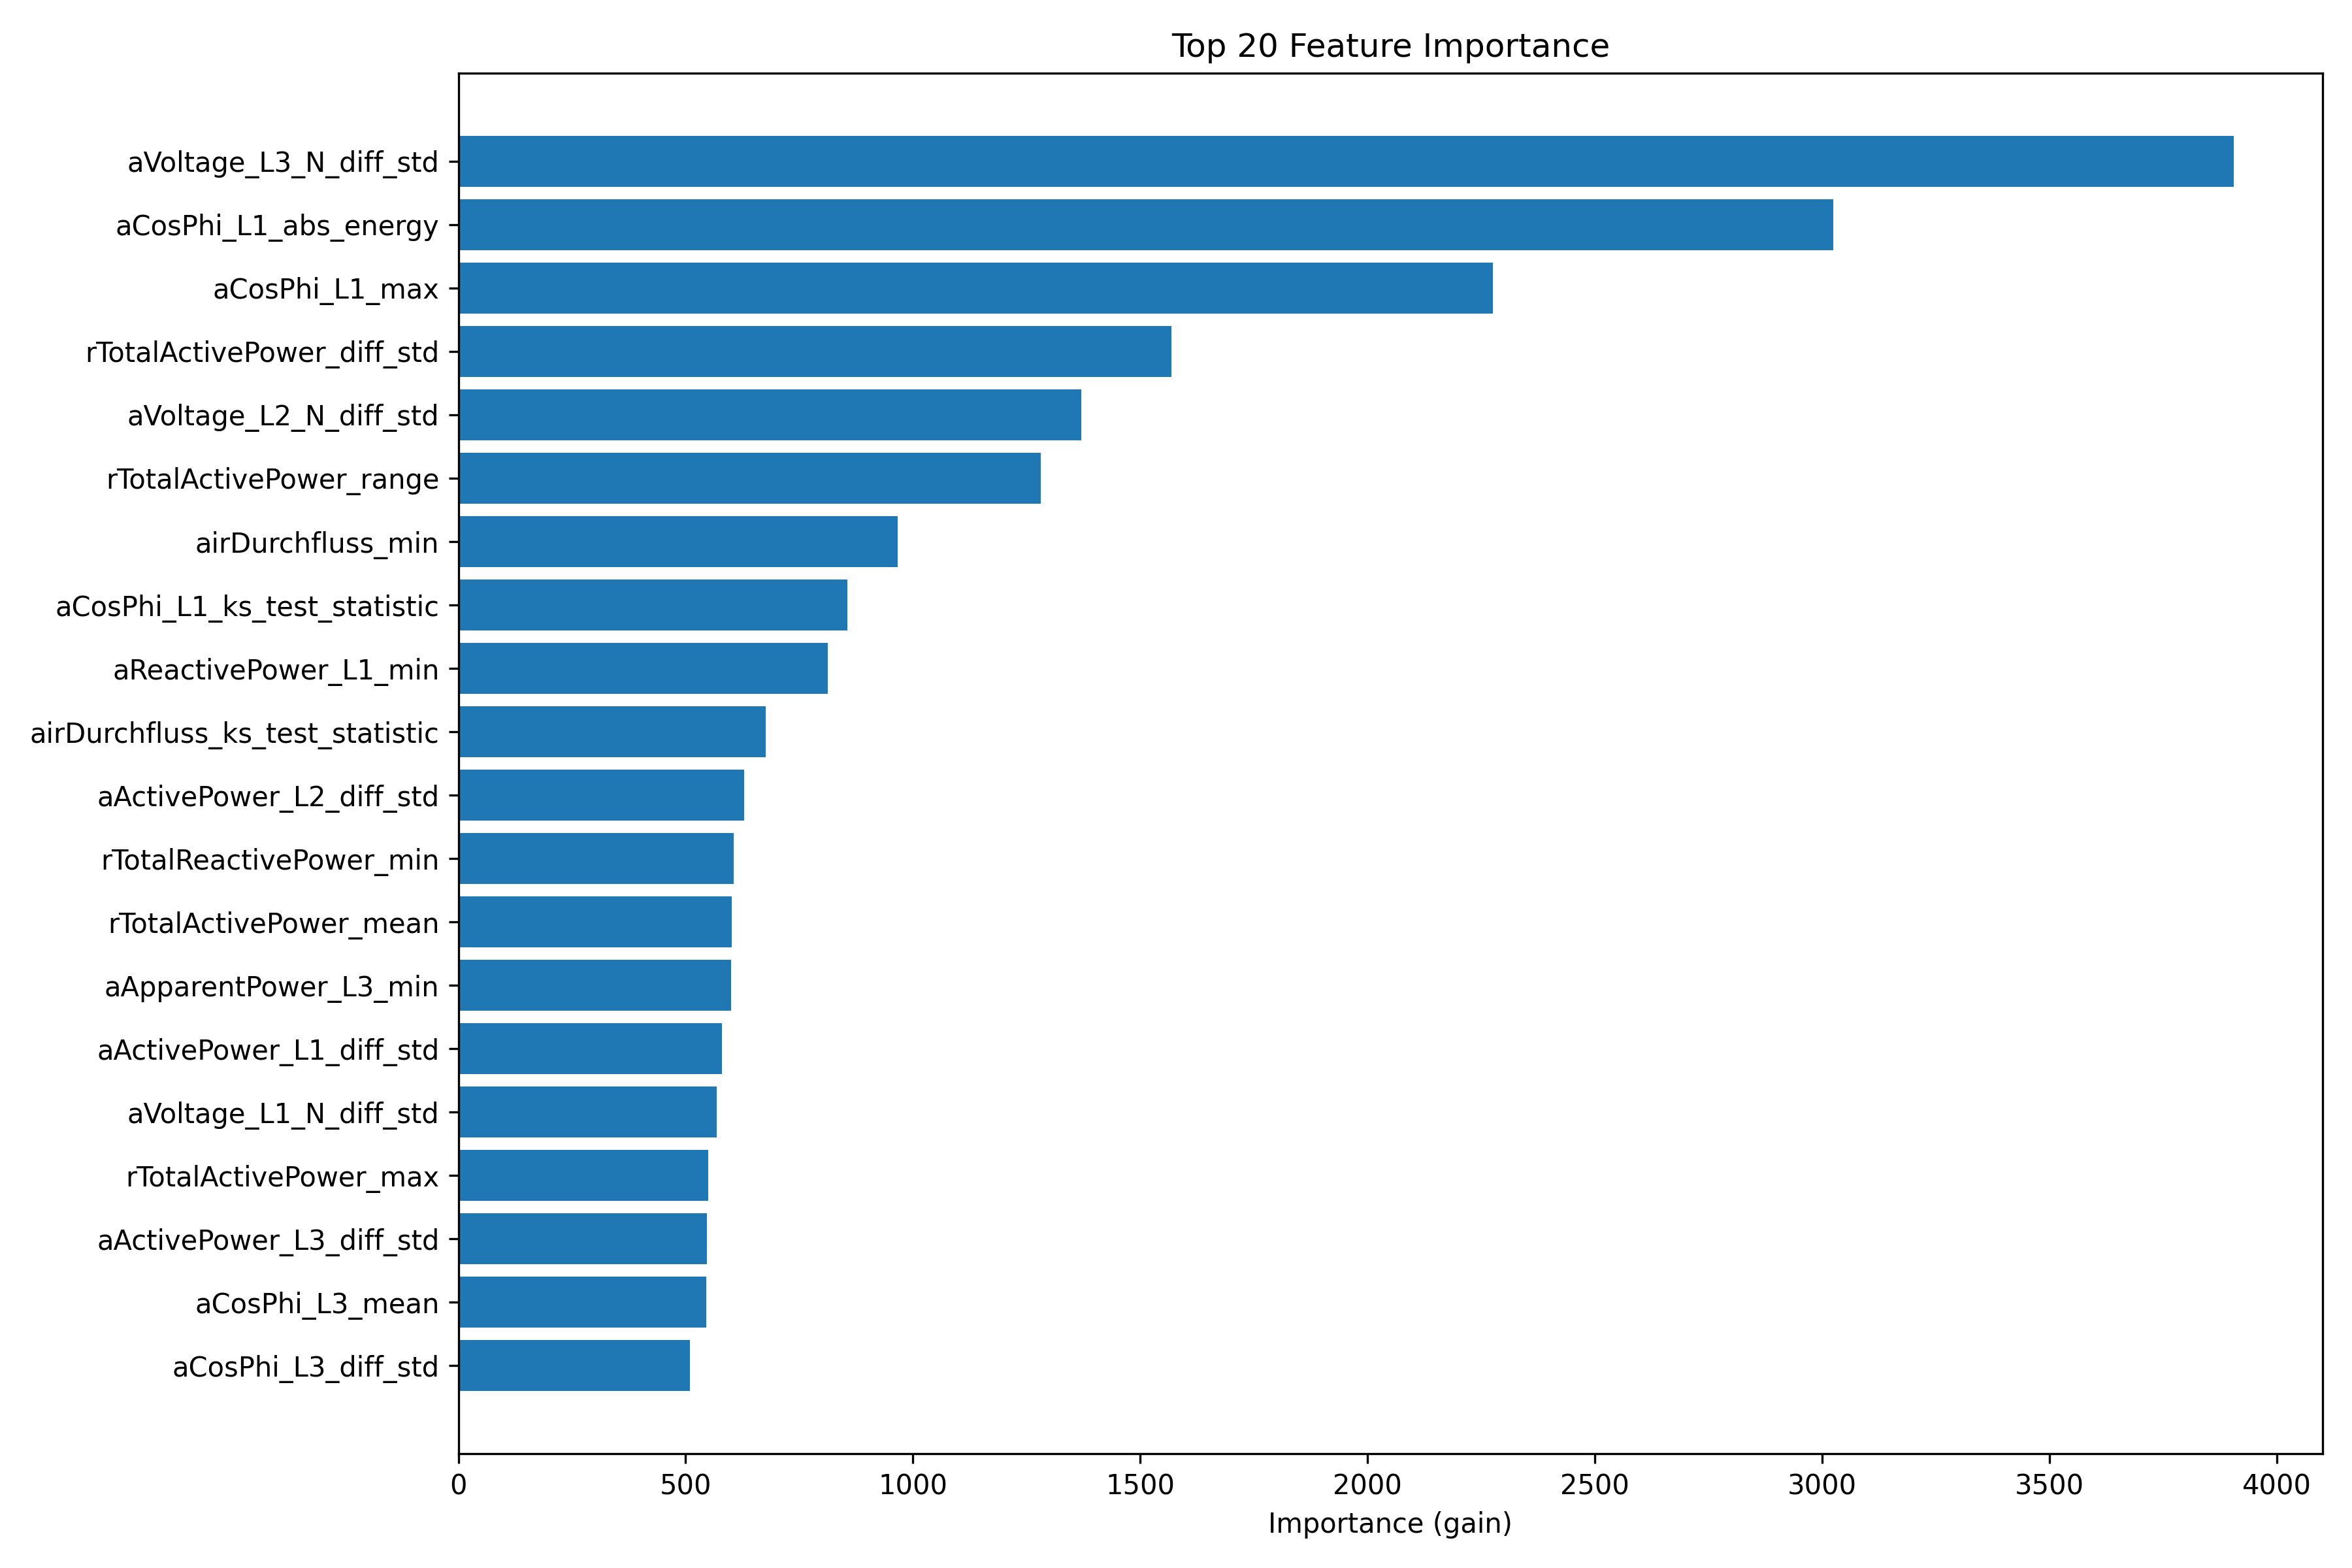 Top 20 Feature Importance
aVoltage_L3_N_diff_std
aCosPhi_L1_abs_energy
aCosPhi_L1_max
rTotalActivePower_diff_std
aVoltage_L2_N_diff_std
rTotalActivePower_range
airDurchfluss_min
aCosPhi_L1_ks_test_statistic
aReactivePower_L1_min
airDurchfluss_ks_test_statistic
aActivePower_L2_diff_std
rTotalReactivePower_min
rTotalActivePower_mean
aApparentPower_L3_min
aActivePower_L1_diff_std
aVoltage_L1_N_diff_std
rTotalActivePower_max
aActivePower_L3_diff_std
aCosPhi_L3_mean
aCosPhi_L3_diff_std
0 500 1000 1500 2000 2500 3000 3500 4000
Importance (gain)